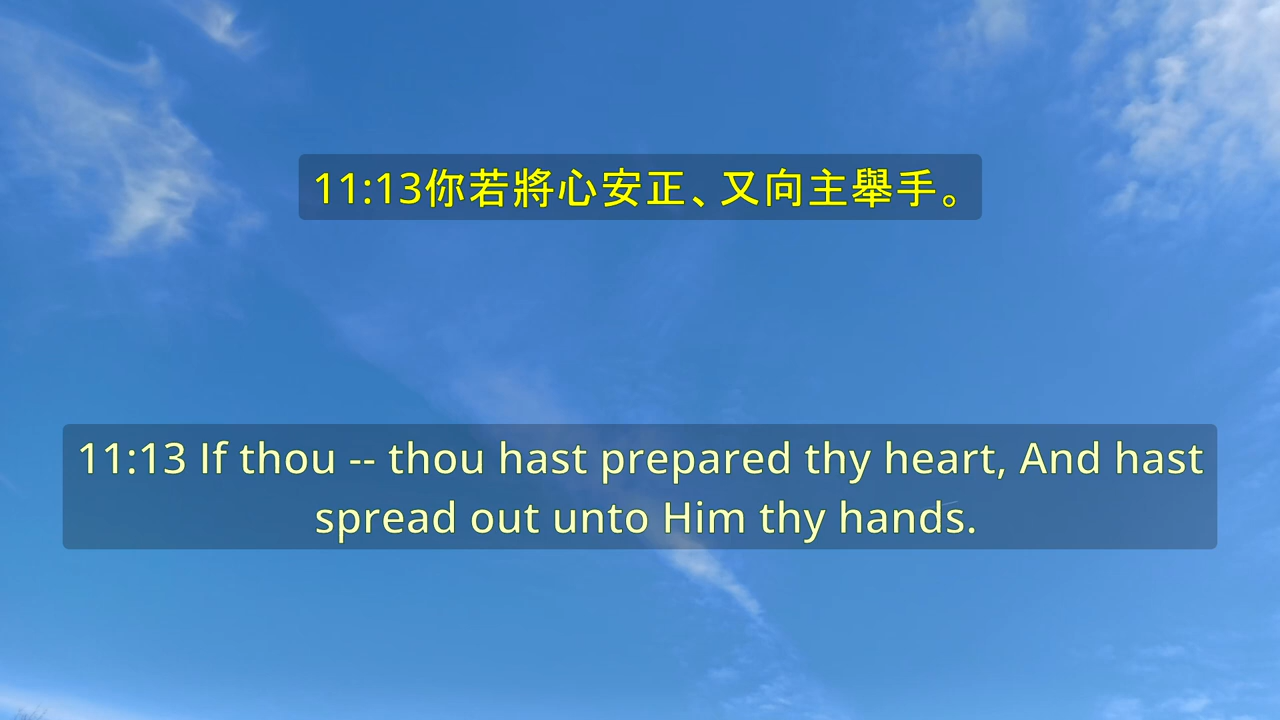 11:13你若將心安正、又向主舉手。
11:13 If thou -- thou hast prepared thy heart, And hast
spread out unto Him thy hands.